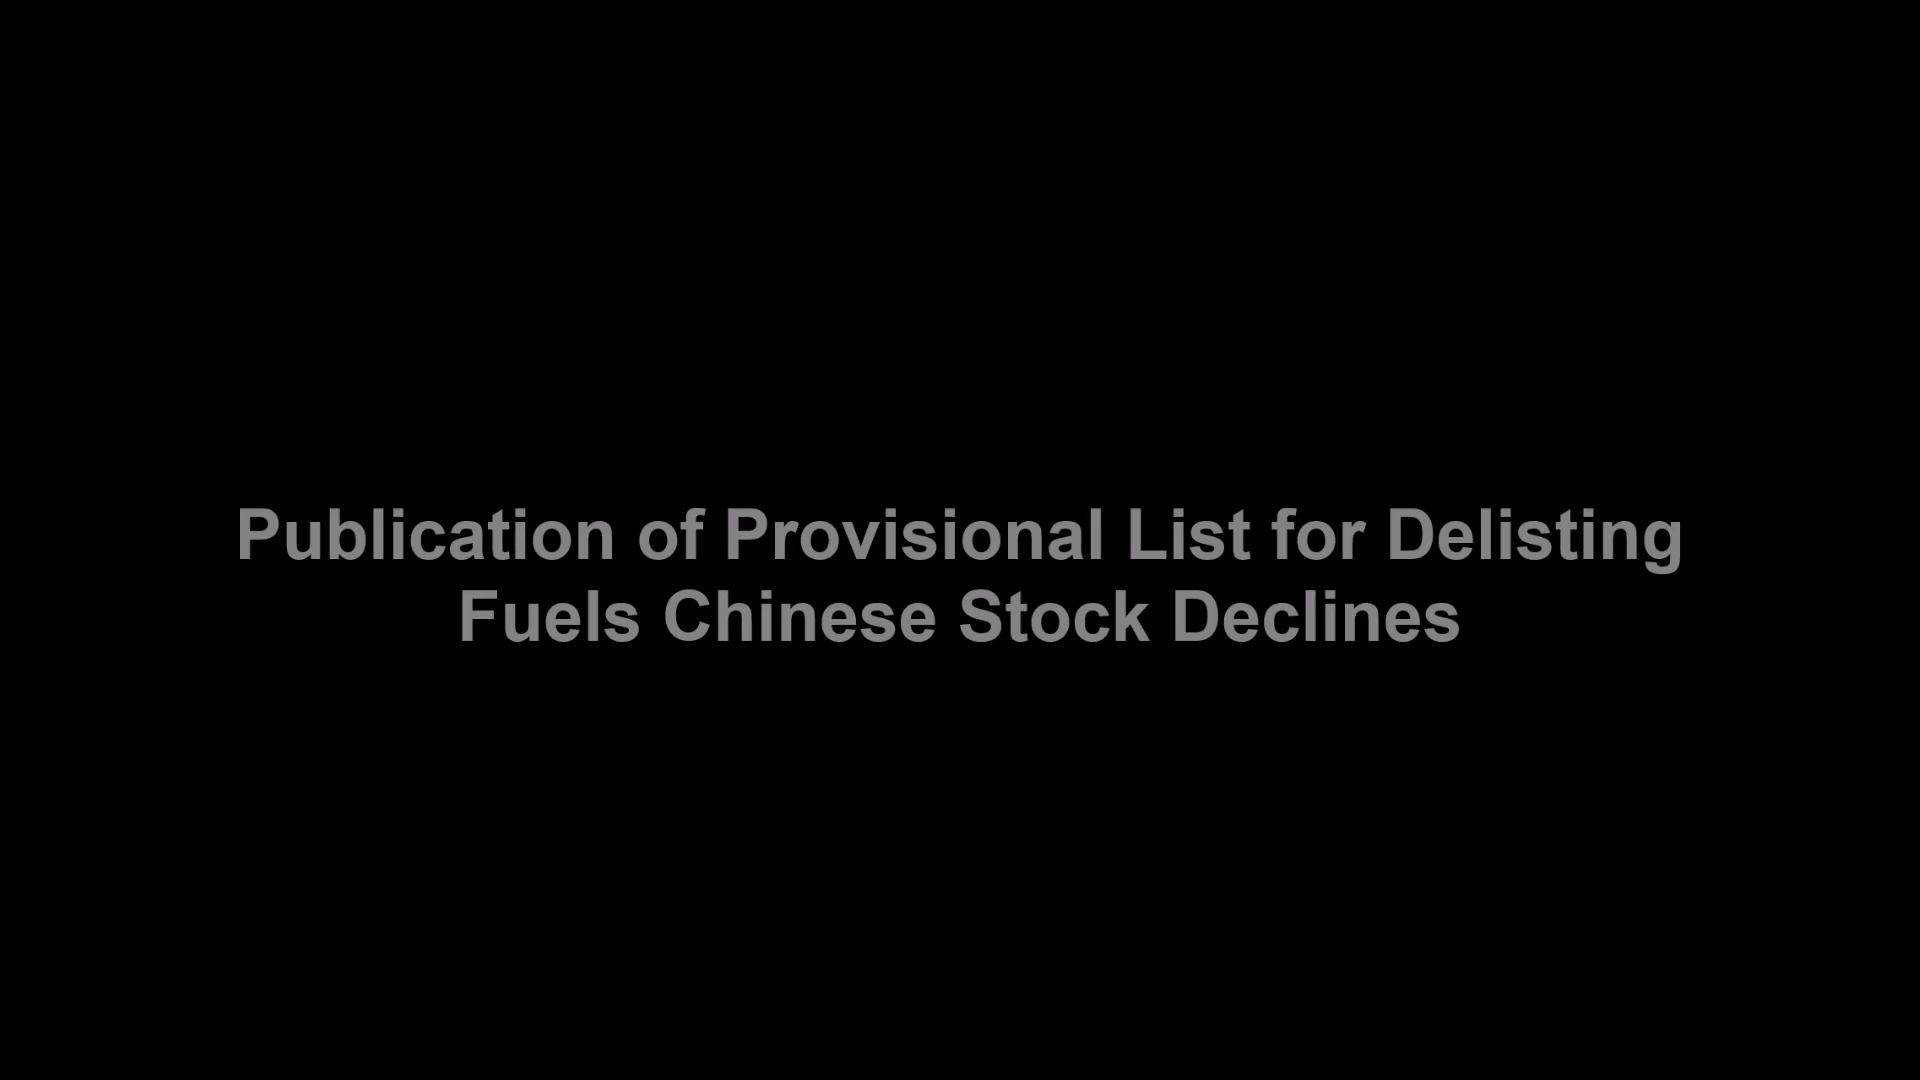 Publication of Provisional List for Delisting
Fuels Chinese Stock Declines